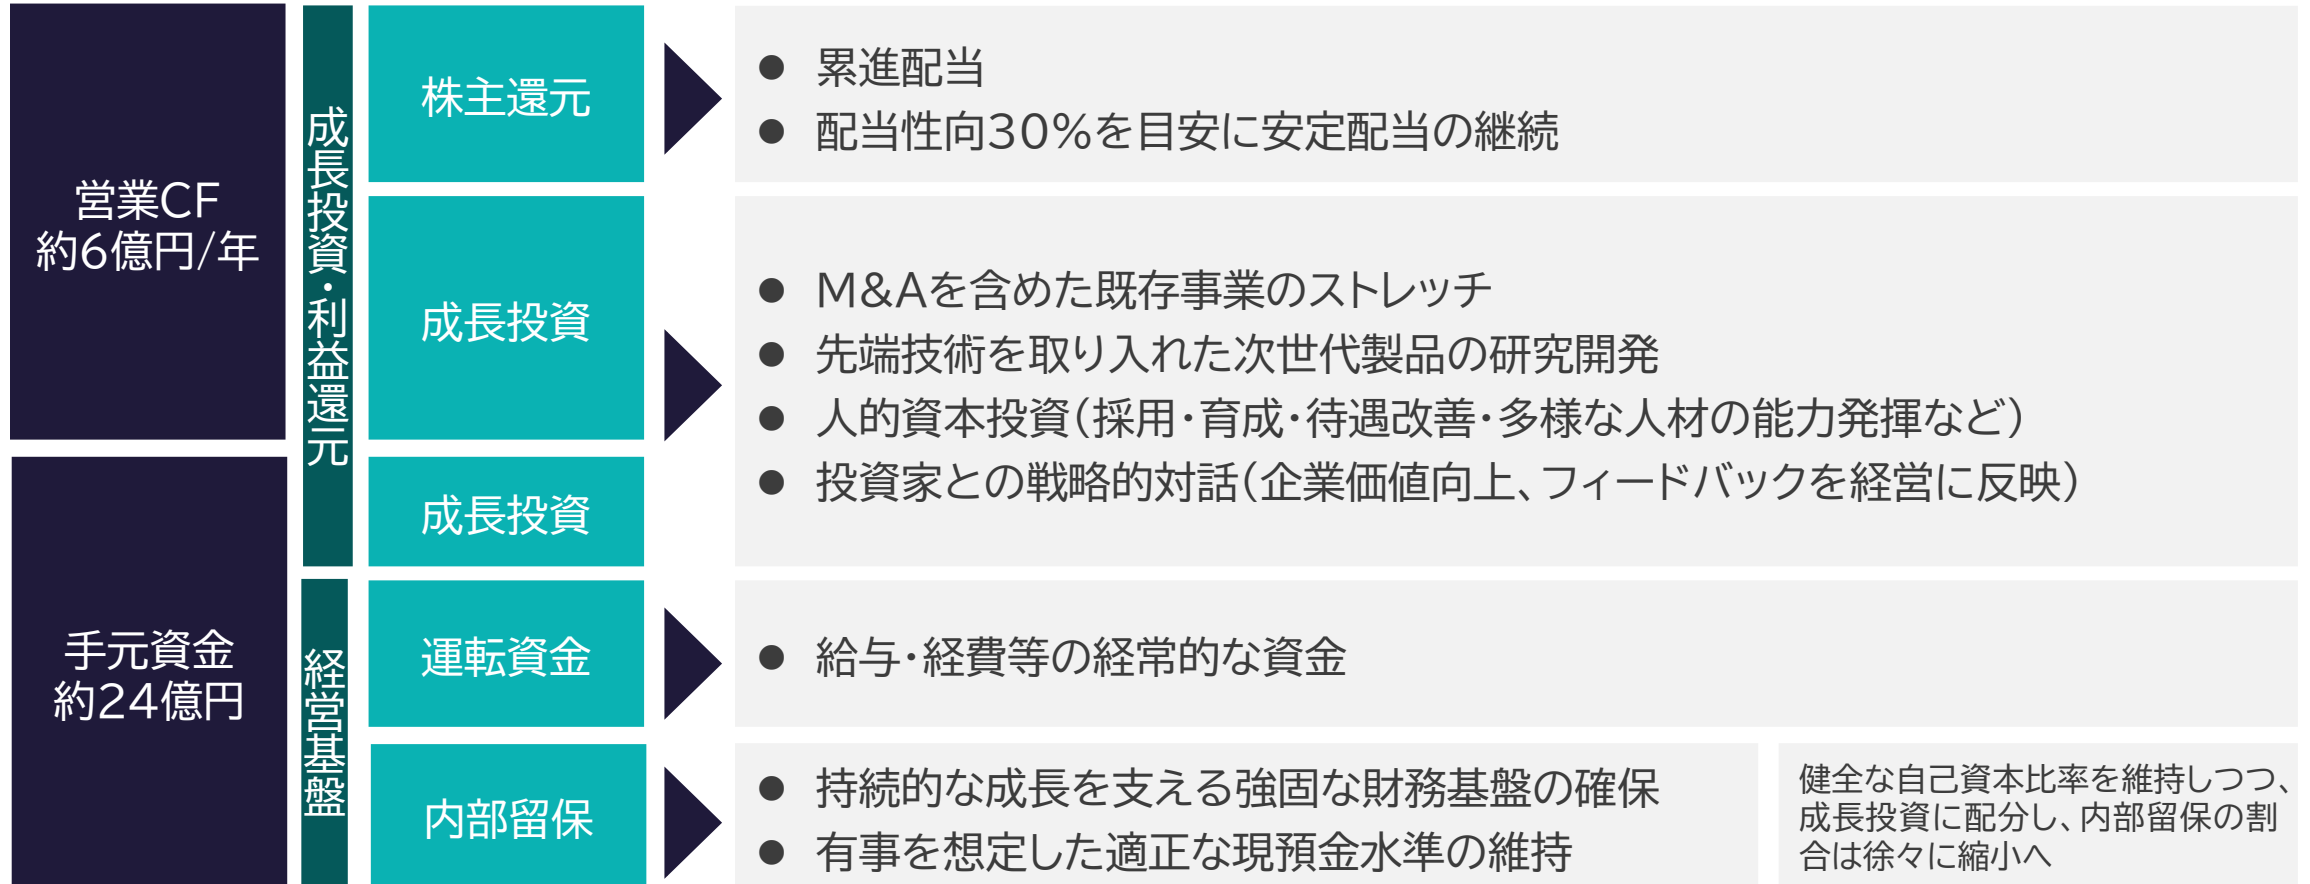 営業CF
約6億円/年
手元資金
約24億円
成長投資・利益還元
経営基盤
株主還元
● 累進配当
● 配当性向30%を目安に安定配当の継続
成長投資
成長投資
● M&Aを含めた既存事業のストレッチ
● 先端技術を取り入れた次世代製品の研究開発
● 人的資本投資(採用・育成・待遇改善・多様な人材の能力発揮など)
● 投資家との戦略的対話(企業価値向上、フィードバックを経営に反映)
運転資金
● 給与・経費等の経常的な資金
内部留保
● 持続的な成長を支える強固な財務基盤の確保
● 有事を想定した適正な現預金水準の維持
健全な自己資本比率を維持しつつ、
成長投資に配分し、内部留保の割
合は徐々に縮小へ